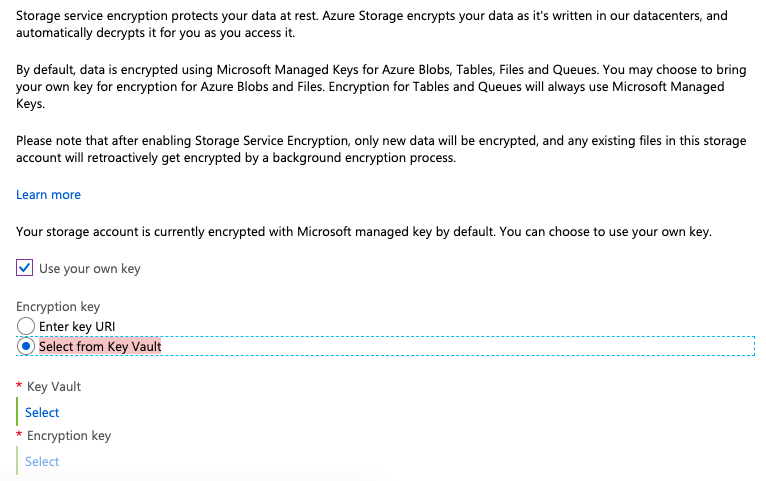 Storage service encryption protects your data at rest. Azure Storage encrypts your data as it's written in our datacenters, and
automatically decrypts it for you as you access it.
By default, data is encrypted using Microsoft Managed Keys for Azure Blobs, Tables, Files and Queues. You may choose to bring
your own key for encryption for Azure Blobs and Files. Encryption for Tables and Queues will always use Microsoft Managed
Keys.
Please note that after enabling Storage Service Encryption, only new data will be encrypted, and any existing files in this storage
account will retroactively get encrypted by a background encryption process.
Learn more
Your storage account is currently encrypted with Microsoft managed key by default. You can choose to use your own key.
Use your own key
Encryption key
Enter key URI
Select from Key Vault
* Key Vault
Select
* Encryption key
Select